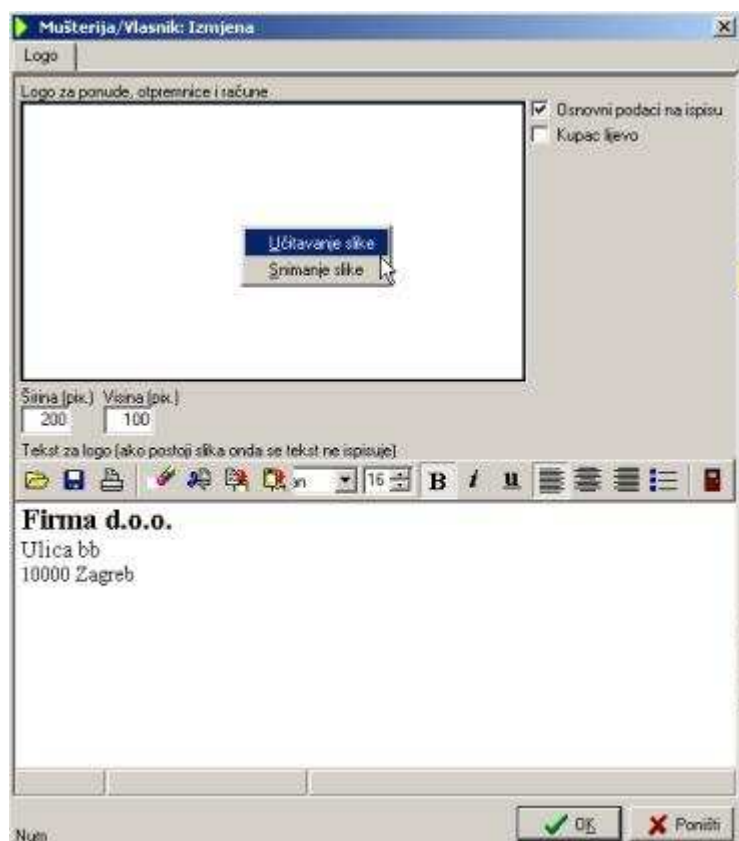 Mušterija/Vlasnik: Izmjena
Logo
Logo za ponude, otpremnice i račune
Osnovni podaci na ispisu
Kupac lijevo
Učitavanje slike
Snimanje slike
Širina (pix.) Visina (pix.)
200 100
Tekst za logo (ako postoji slika onda se tekst ne ispisuje)
16 B i u
Firma d.o.o.
Ulica bb
10000 Zagreb
OK Poništi
Num